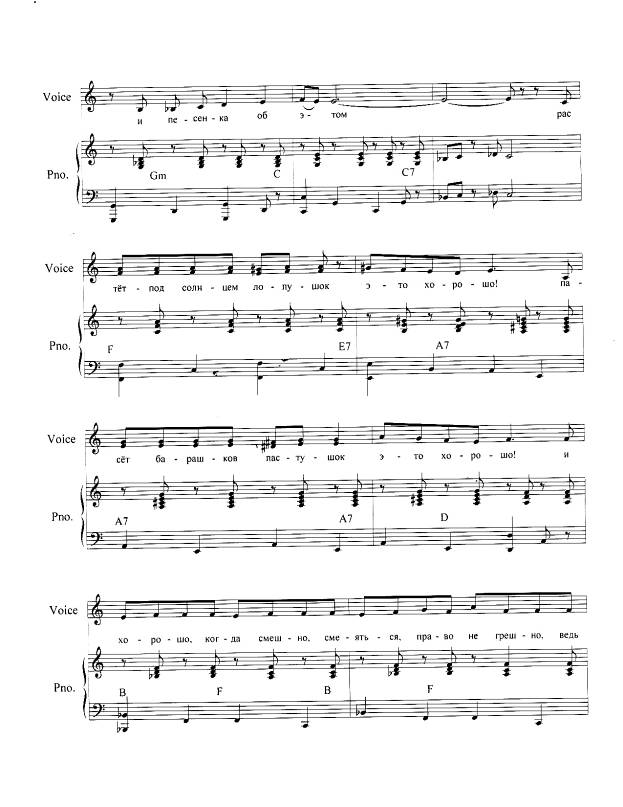 Voice
и пе - сен - ка об э - том рас
Pno.
Gm C C7
Voice
тёт - под солн - цем ло - пу - шок э - то хо - ро - шо! па -
Pno.
F E7 A7
Voice
сёт ба - раш - ков пас - ту - шок э - то хо - ро - шо! и
Pno.
A7 A7 D
Voice
хо - ро - шо, ког - да смеш - но, сме - ять - ся, пра - во не греш - но, ведь
Pno.
B F B F